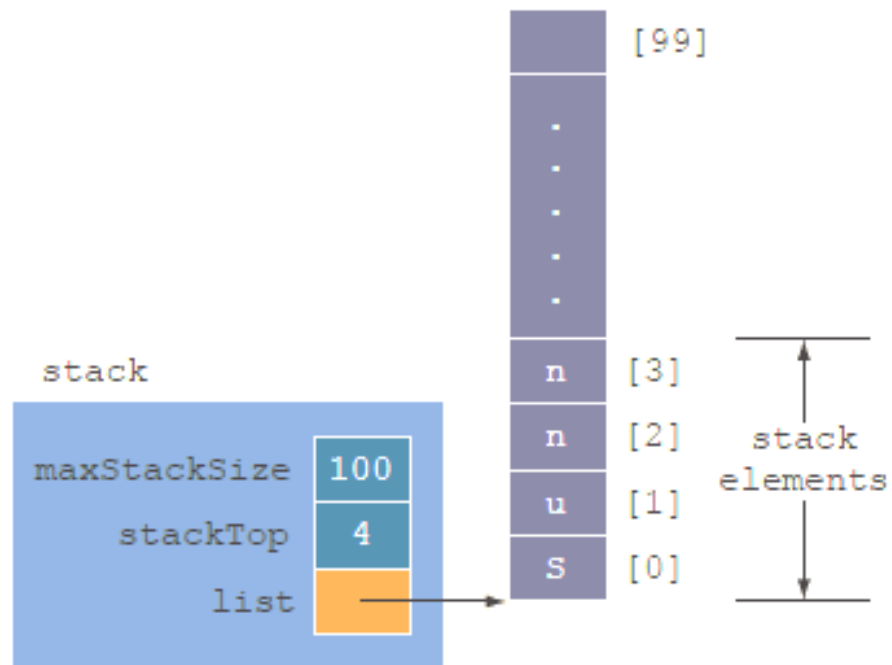 [99]
.
.
.
.
.
n [3]
n [2]
u [1]
S [0]
stack
elements
stack
maxStackSize 100
stackTop 4
list